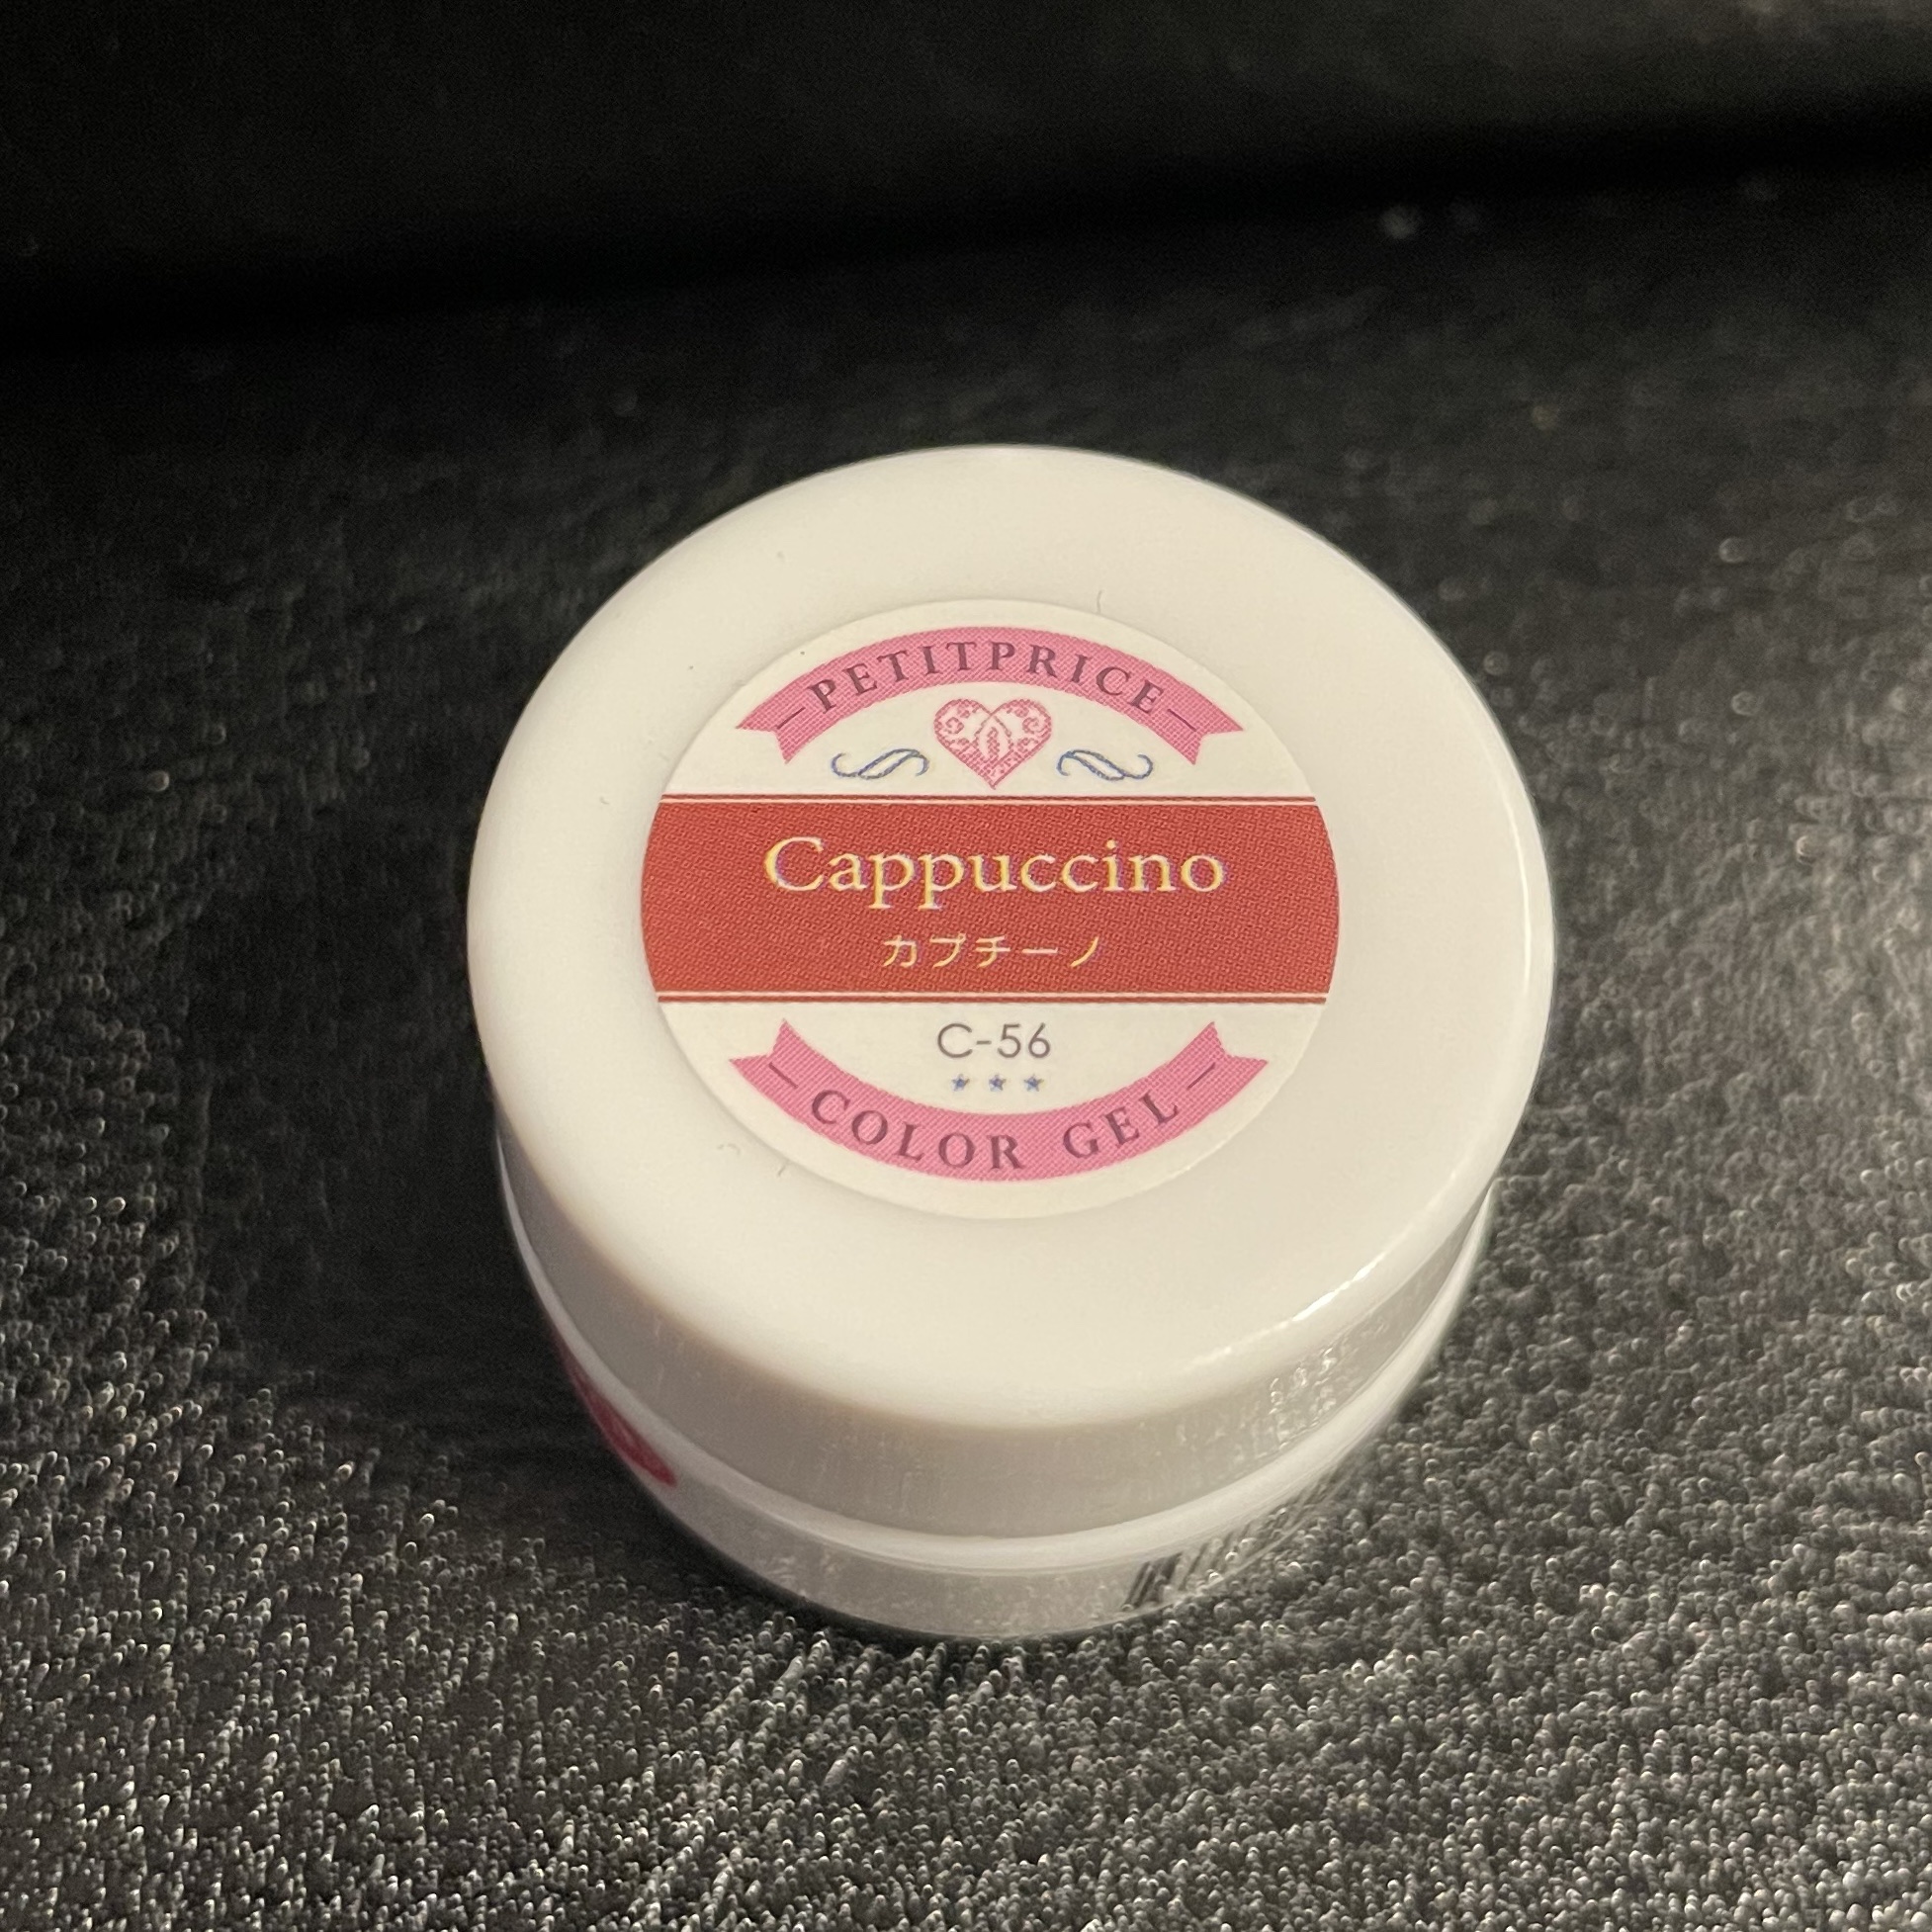 PETITPRICE
Cappuccino
カプチーノ
C-56
COLOR GEL